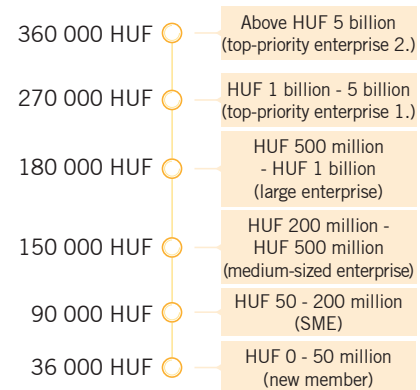 360 000 HUF
Above HUF 5 billion
(top-priority enterprise 2.)
270 000 HUF
HUF 1 billion - 5 billion
(top-priority enterprise 1.)
180 000 HUF
HUF 500 million
- HUF 1 billion
(large enterprise)
150 000 HUF
HUF 200 million -
HUF 500 million
(medium-sized enterprise)
90 000 HUF
HUF 50 - 200 million
(SME)
36 000 HUF
HUF 0 - 50 million
(new member)